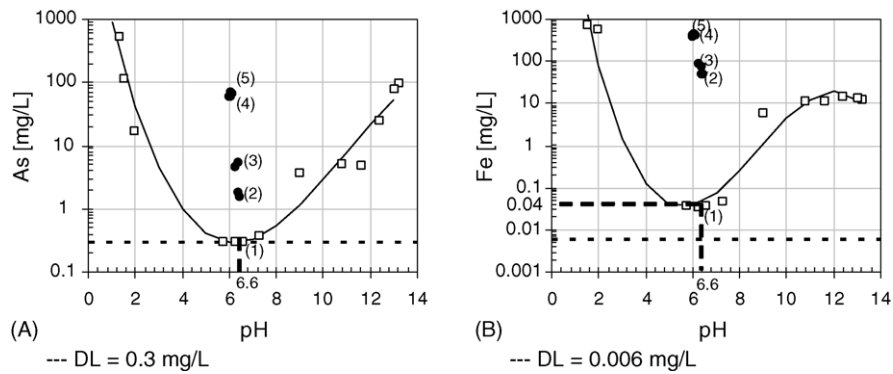 1000
100
10
1
0.1
As [mg/L]
(5)
(4)
(3)
(2)
(1)
6.6
0 2 4 6 8 10 12 14
pH
(A)
--- DL = 0.3 mg/L
1000
100
10
1
0.1
0.04
0.01
0.001
Fe [mg/L]
(5)
(4)
(3)
(2)
(1)
6.6
0 2 4 6 8 10 12 14
pH
(B)
--- DL = 0.006 mg/L